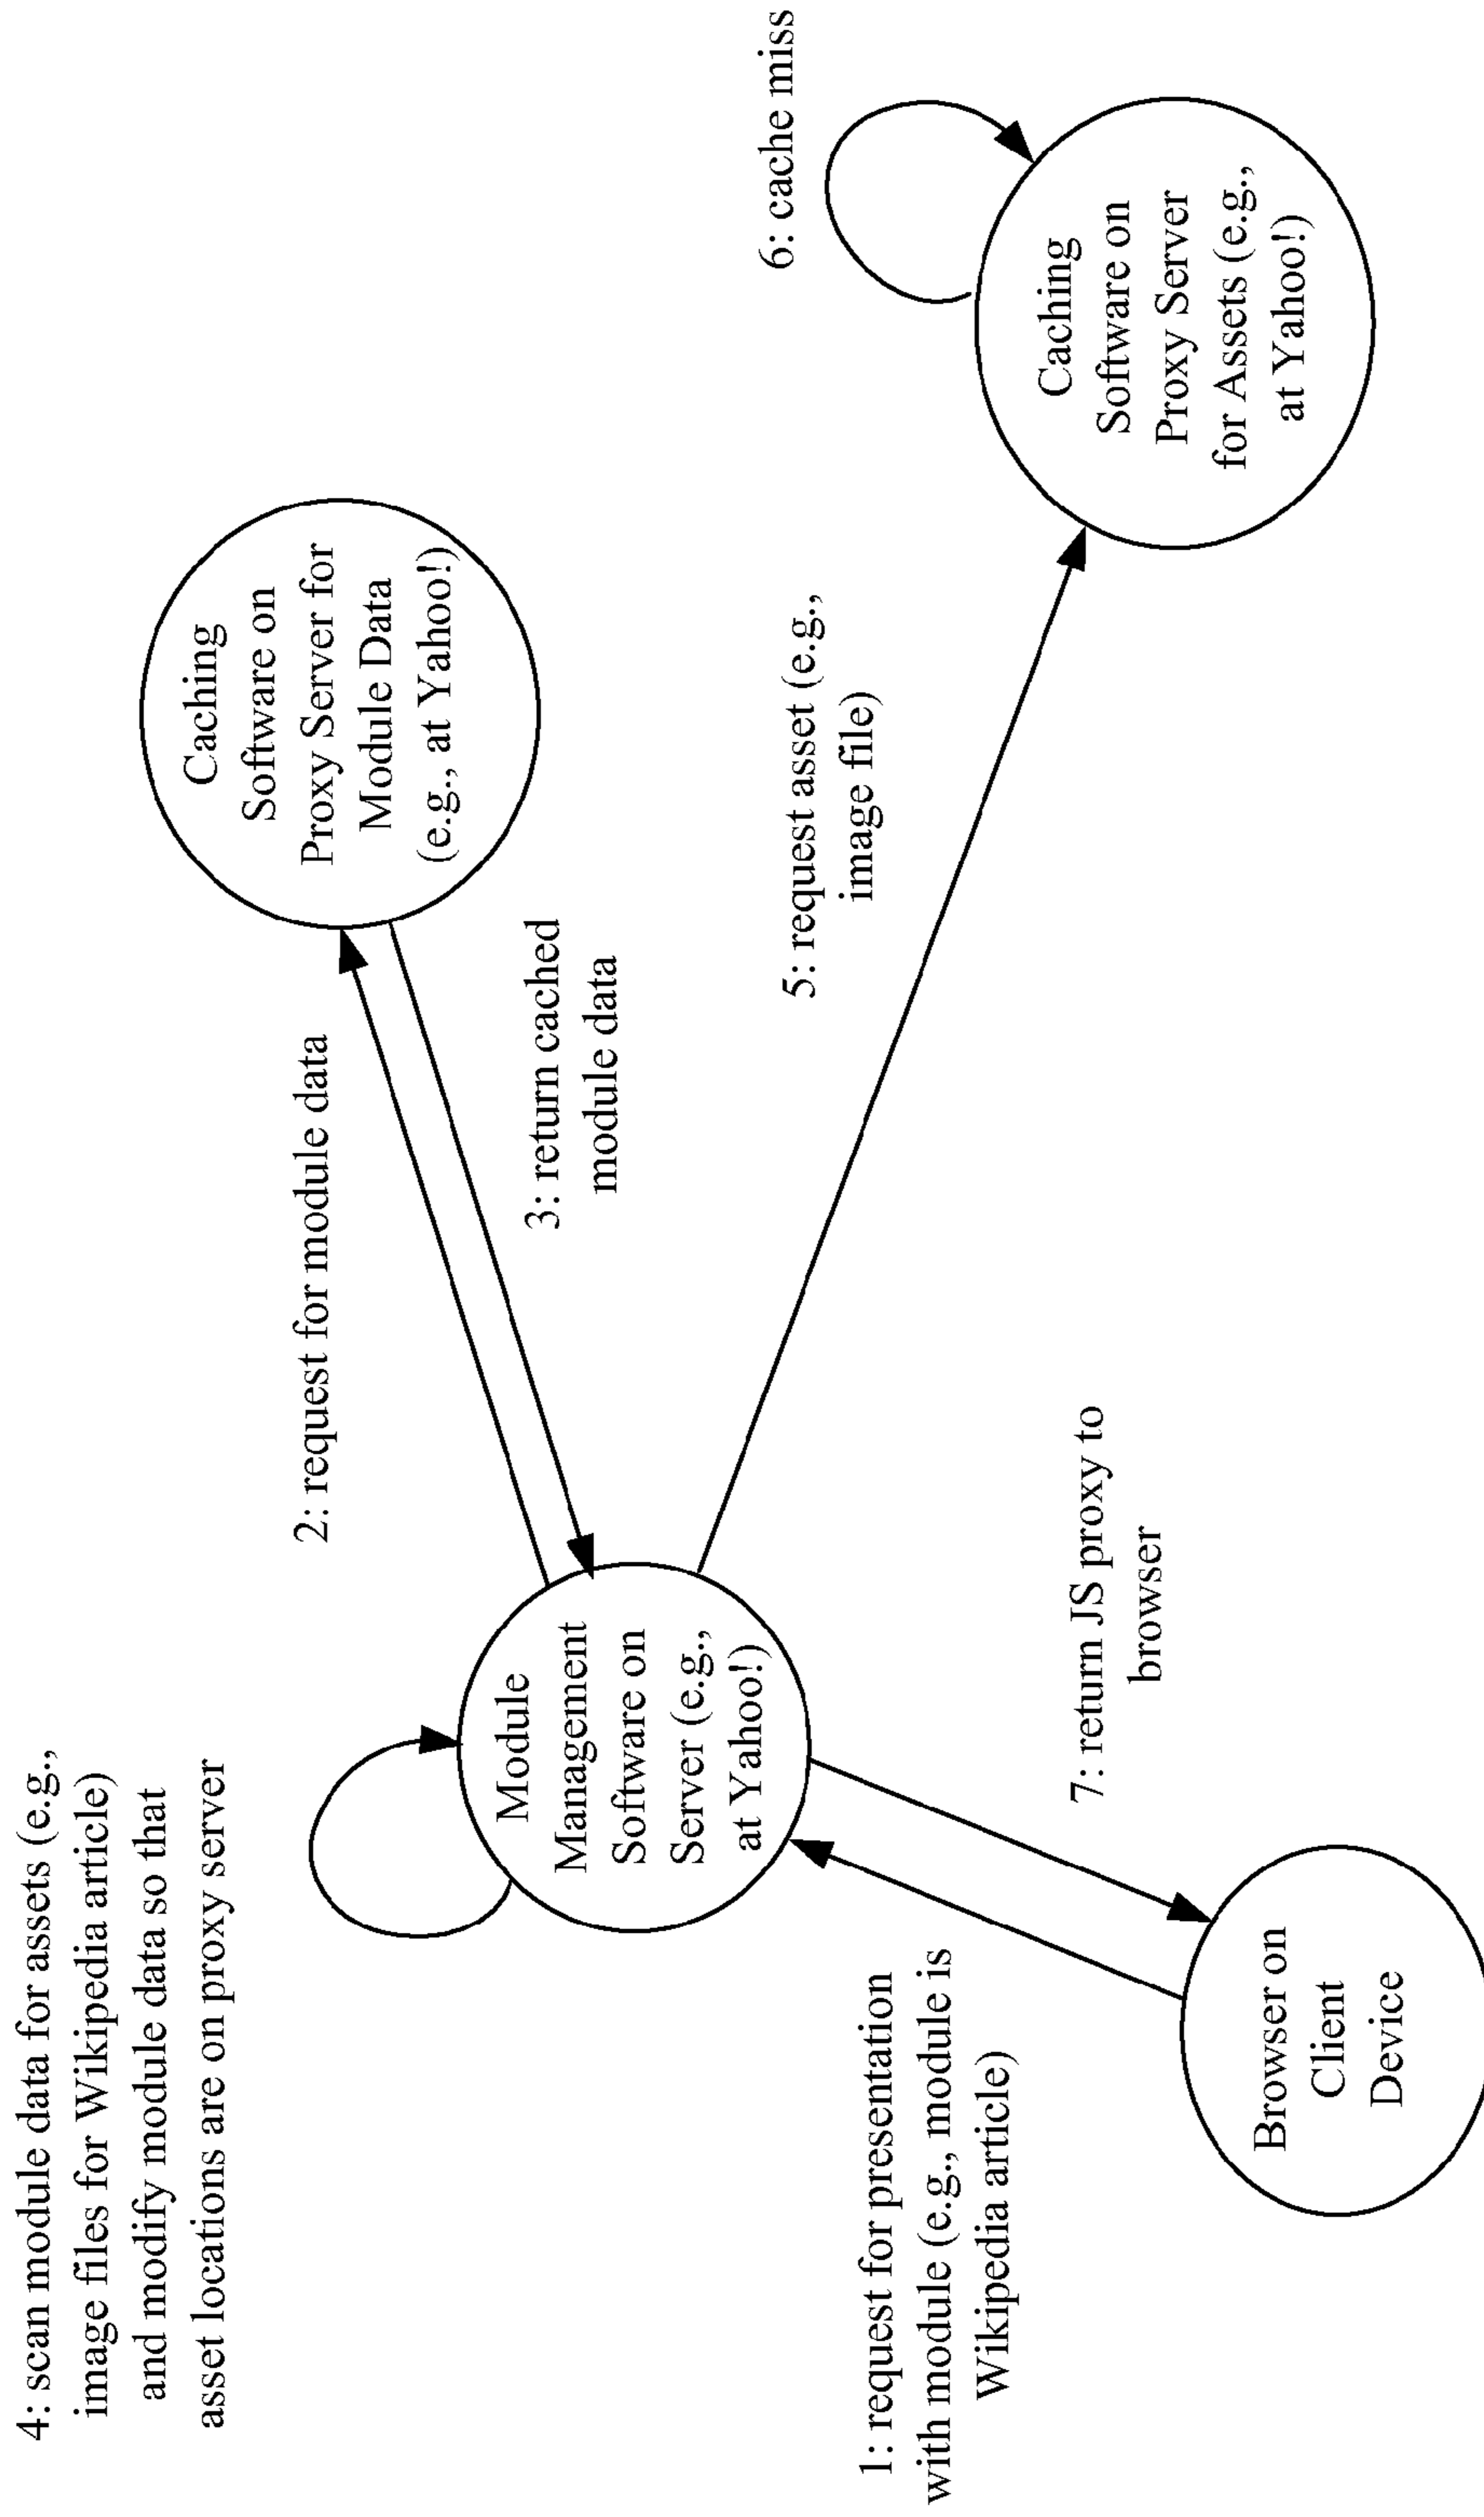 4: scan module data for assets (e.g.,
image files for Wikipedia article)
and modify module data so that
asset locations are on proxy server
2: request for module data
Caching
Software on
Proxy Server for
Module Data
(e.g., at Yahoo!)
3: return cached
module data
6: cache miss
Module
Management
Software on
Server (e.g.,
at Yahoo!)
5: request asset (e.g.,
image file)
1: request for presentation
with module (e.g., module is
Wikipedia article)
7: return JS proxy to
browser
Caching
Software on
Proxy Server
for Assets (e.g.,
at Yahoo!)
Browser on
Client
Device